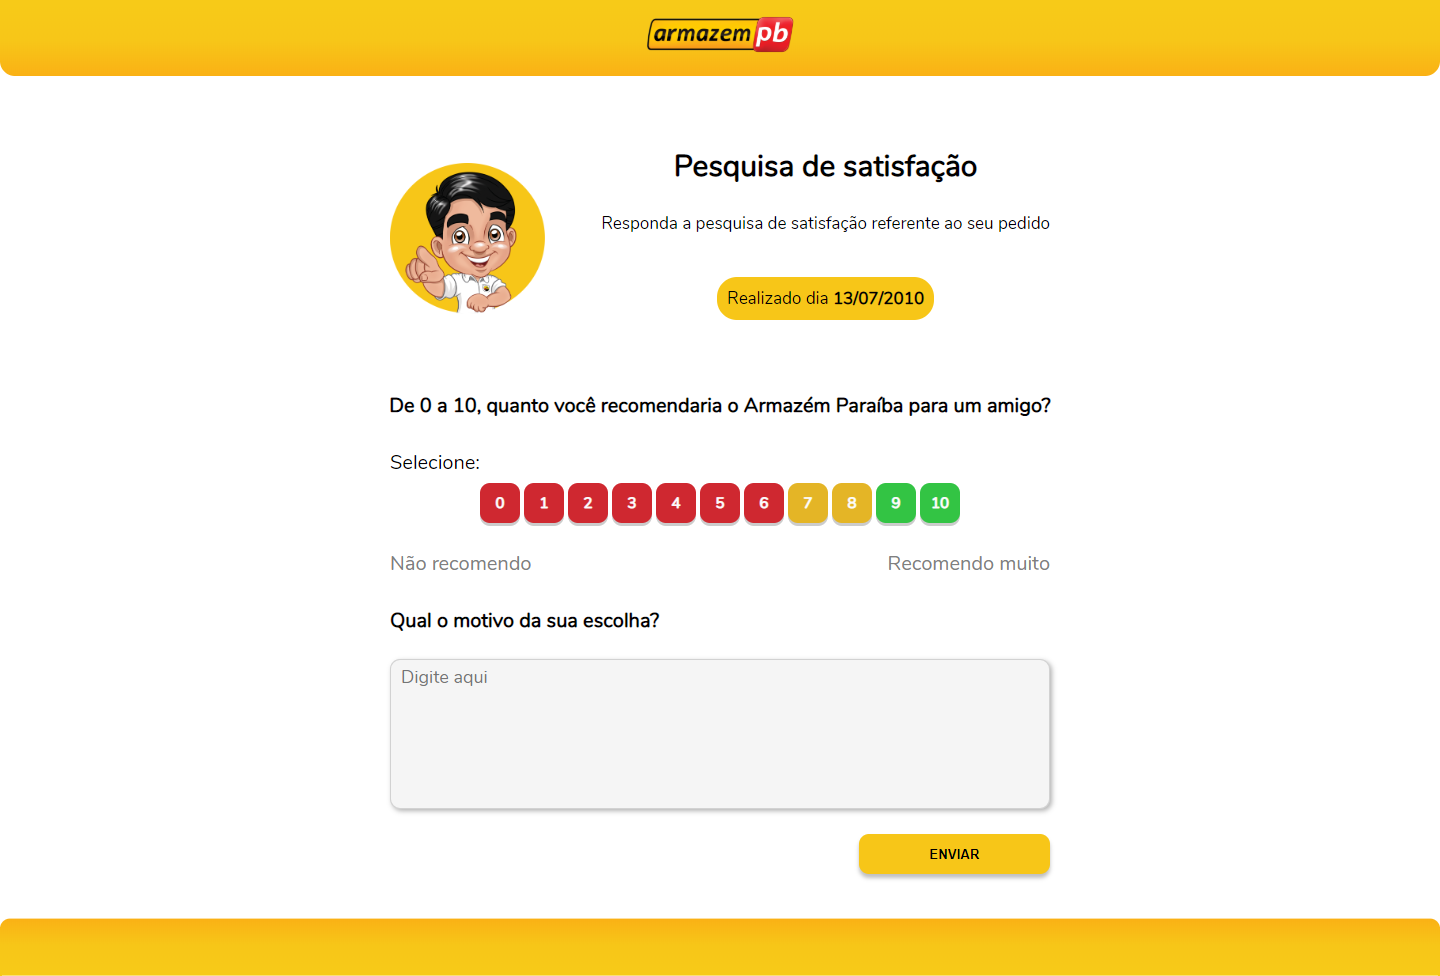 armazem pb
Pesquisa de satisfação
Responda a pesquisa de satisfação referente ao seu pedido
Realizado dia 13/07/2010
De 0 a 10, quanto você recomendaria o Armazém Paraíba para um amigo?
Selecione:
0 1 2 3 4 5 6 7 8 9 10
Não recomendo Recomendo muito
Qual o motivo da sua escolha?
Digite aqui
ENVIAR